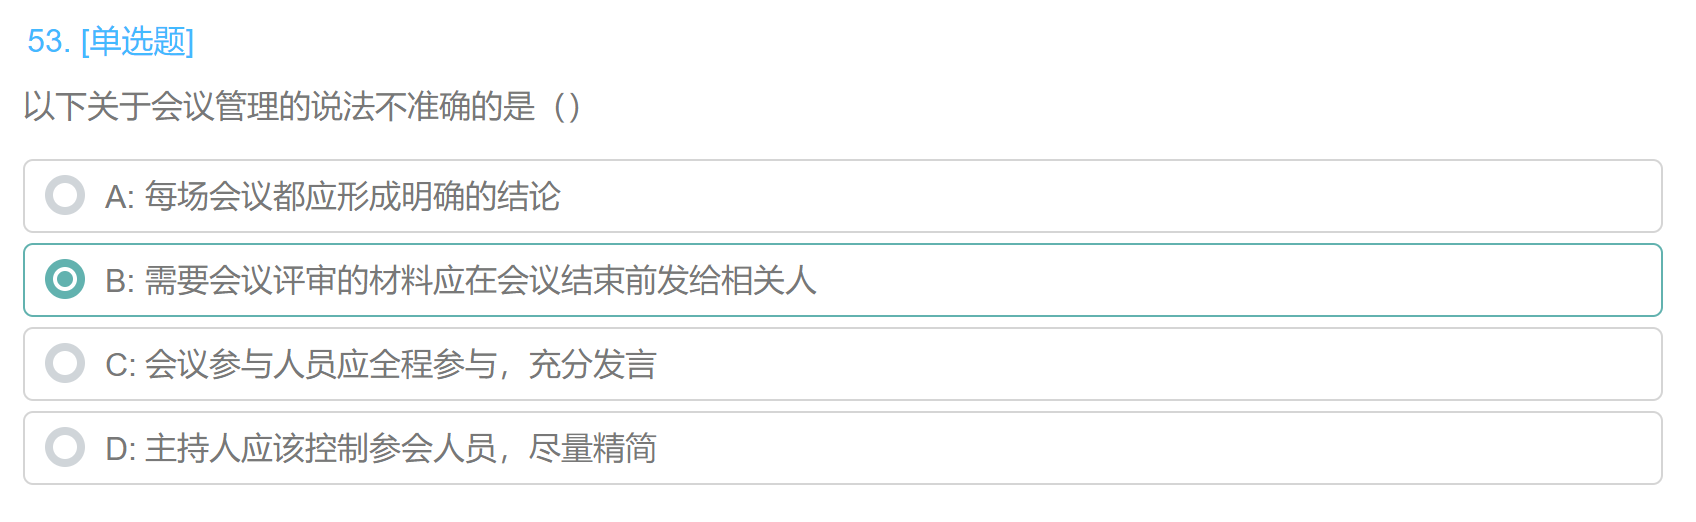 53. [单选题]
以下关于会议管理的说法不准确的是（）
A: 每场会议都应形成明确的结论
B: 需要会议评审的材料应在会议结束前发给相关人
C: 会议参与人员应全程参与，充分发言
D: 主持人应该控制参会人员，尽量精简